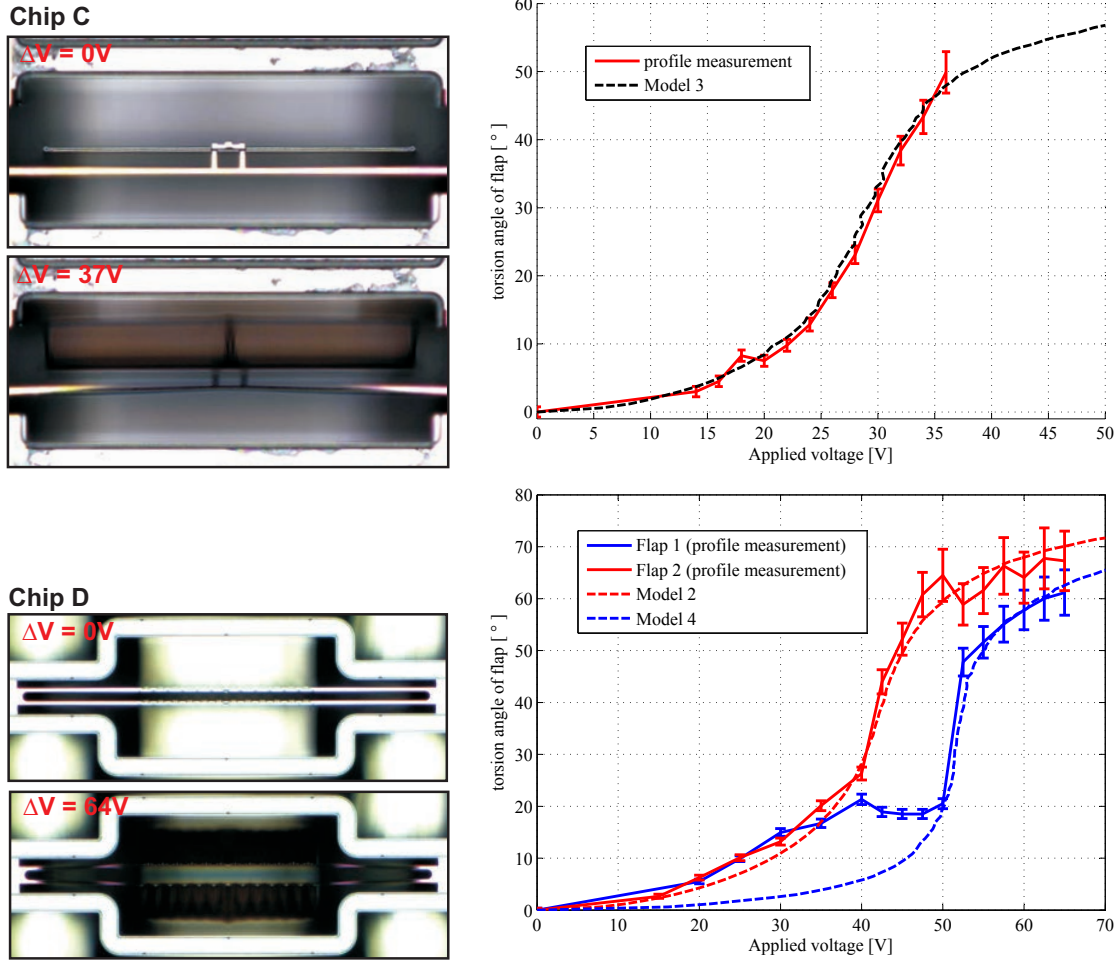 Chip C
ΔV = 0V
ΔV = 37V
60
50
40
30
20
10
0
torsion angle of flap [ ° ]
profile measurement
Model 3
0
5
10
15
20
25
30
35
40
45
50
Applied voltage [V]
Chip D
ΔV = 0V
ΔV = 64V
80
70
60
50
40
30
20
10
0
torsion angle of flap [ ° ]
Flap 1 (profile measurement)
Flap 2 (profile measurement)
Model 2
Model 4
0
10
20
30
40
50
60
70
Applied voltage [V]